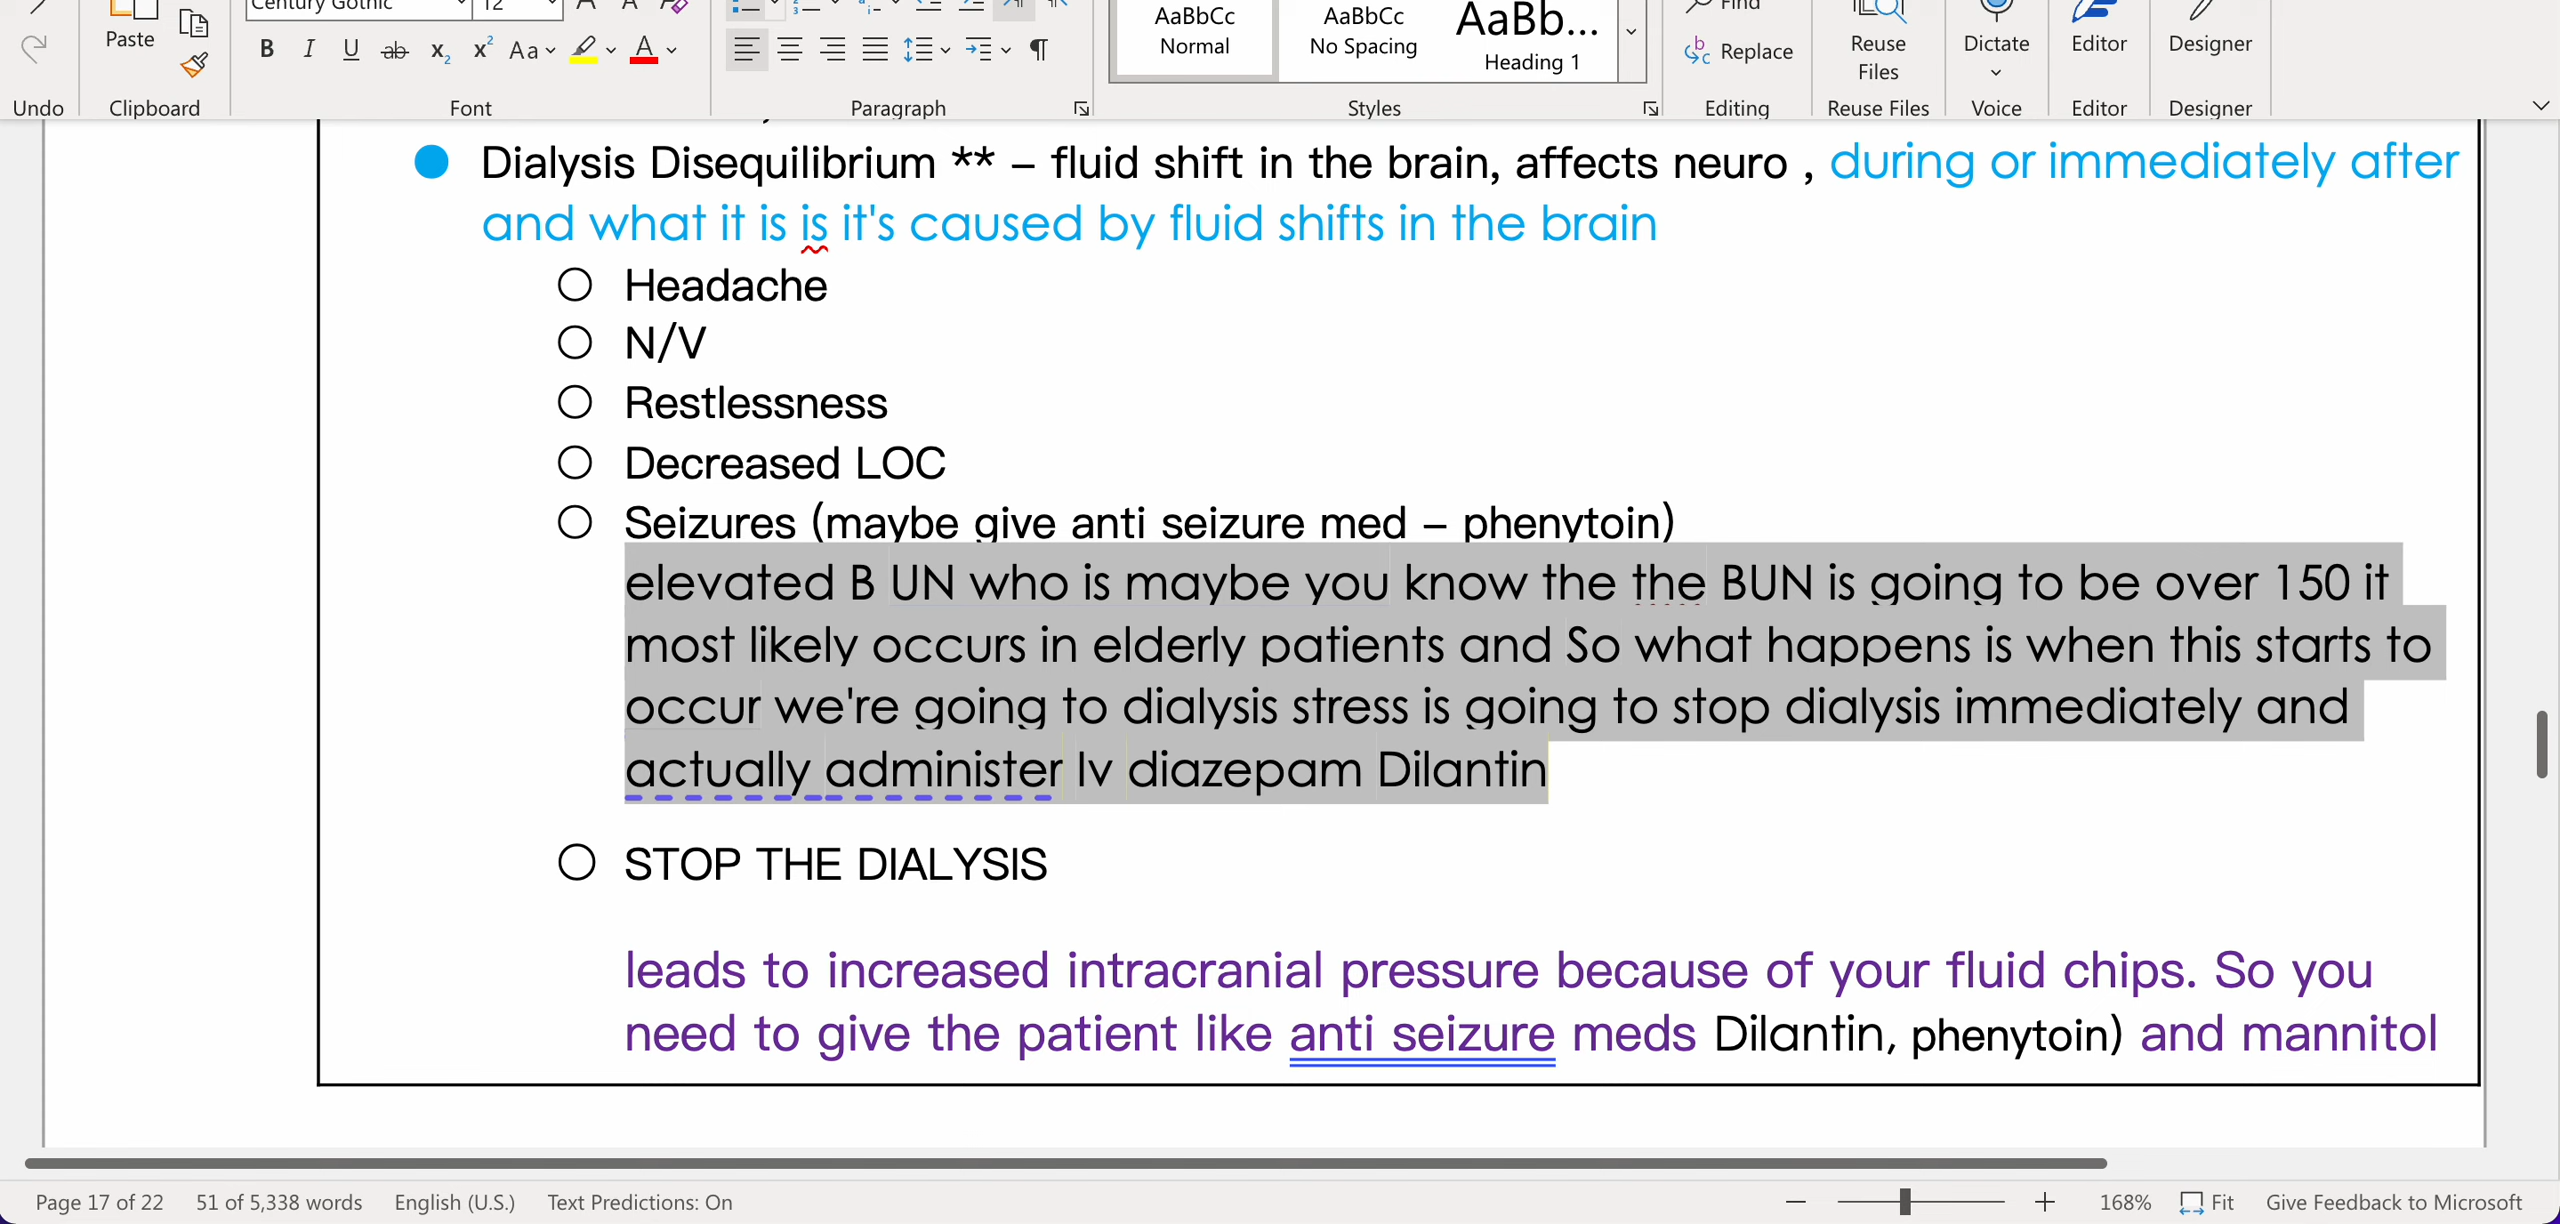 Century Gothic 12
Find
Paste B I U ab x₂ x² Aa A AaBbCc AaBbCc AaBb...
Normal No Spacing Heading 1
Replace Reuse Files Dictate Editor Designer
Undo Clipboard Font Paragraph Styles Editing Reuse Files Voice Editor Designer
Dialysis Disequilibrium ** – fluid shift in the brain, affects neuro , during or immediately after
and what it is is it's caused by fluid shifts in the brain
Headache
N/V
Restlessness
Decreased LOC
Seizures (maybe give anti seizure med – phenytoin)
elevated B UN who is maybe you know the the BUN is going to be over 150 it
most likely occurs in elderly patients and So what happens is when this starts to
occur we're going to dialysis stress is going to stop dialysis immediately and
actually administer Iv diazepam Dilantin
STOP THE DIALYSIS
leads to increased intracranial pressure because of your fluid chips. So you
need to give the patient like anti seizure meds Dilantin, phenytoin) and mannitol
Page 17 of 22 51 of 5,338 words English (U.S.) Text Predictions: On 168% Fit Give Feedback to Microsoft